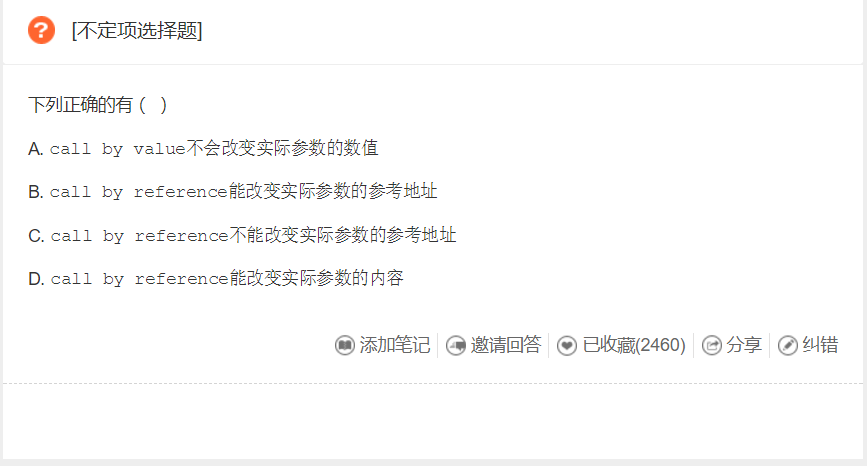 ?
[不定项选择题]
下列正确的有（ ）
A. call by value不会改变实际参数的数值
B. call by reference能改变实际参数的参考地址
C. call by reference不能改变实际参数的参考地址
D. call by reference能改变实际参数的内容
添加笔记 邀请回答 已收藏(2460) 分享 纠错